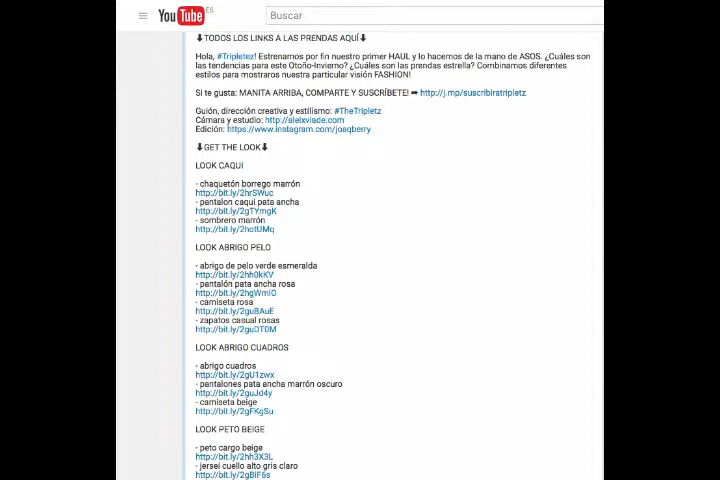 YouTube ES
Buscar
⬇TODOS LOS LINKS A LAS PRENDAS AQUÍ⬇
Hola, #Tripletez! Estrenamos por fin nuestro primer HAUL y lo hacemos de la mano de ASOS. ¿Cuáles son
las tendencias para este Otoño-Invierno? ¿Cuáles son las prendas estrella? Combinamos diferentes
estilos para mostraros nuestra particular visión FASHION!
Si te gusta: MANITA ARRIBA, COMPARTE Y SUSCRÍBETE! ➡ http://j.mp/suscribiratripletz
Guión, dirección creativa y estilismo: #TheTripletz
Cámara y estudio: http://aleixviade.com
Edición: https://www.instagram.com/joaqberry
⬇GET THE LOOK⬇
LOOK CAQUI
- chaquetón borrego marrón
http://bit.ly/2hrSWuc
- pantalon caqui pata ancha
http://bit.ly/2gTYmgK
- sombrero marrón
http://bit.ly/2hotUMq
LOOK ABRIGO PELO
- abrigo de pelo verde esmeralda
http://bit.ly/2hh0kKV
- pantalón pata ancha rosa
http://bit.ly/2hgWmlO
- camiseta rosa
http://bit.ly/2guBAuE
- zapatos casual rosas
http://bit.ly/2guDT0M
LOOK ABRIGO CUADROS
- abrigo cuadros
http://bit.ly/2gU1zwx
- pantalones pata ancha marrón oscuro
http://bit.ly/2guJd4y
- camiseta beige
http://bit.ly/2gFKgSu
LOOK PETO BEIGE
- peto cargo beige
http://bit.ly/2hh3X3L
- jersei cuello alto gris claro
http://bit.ly/2gBiF6s